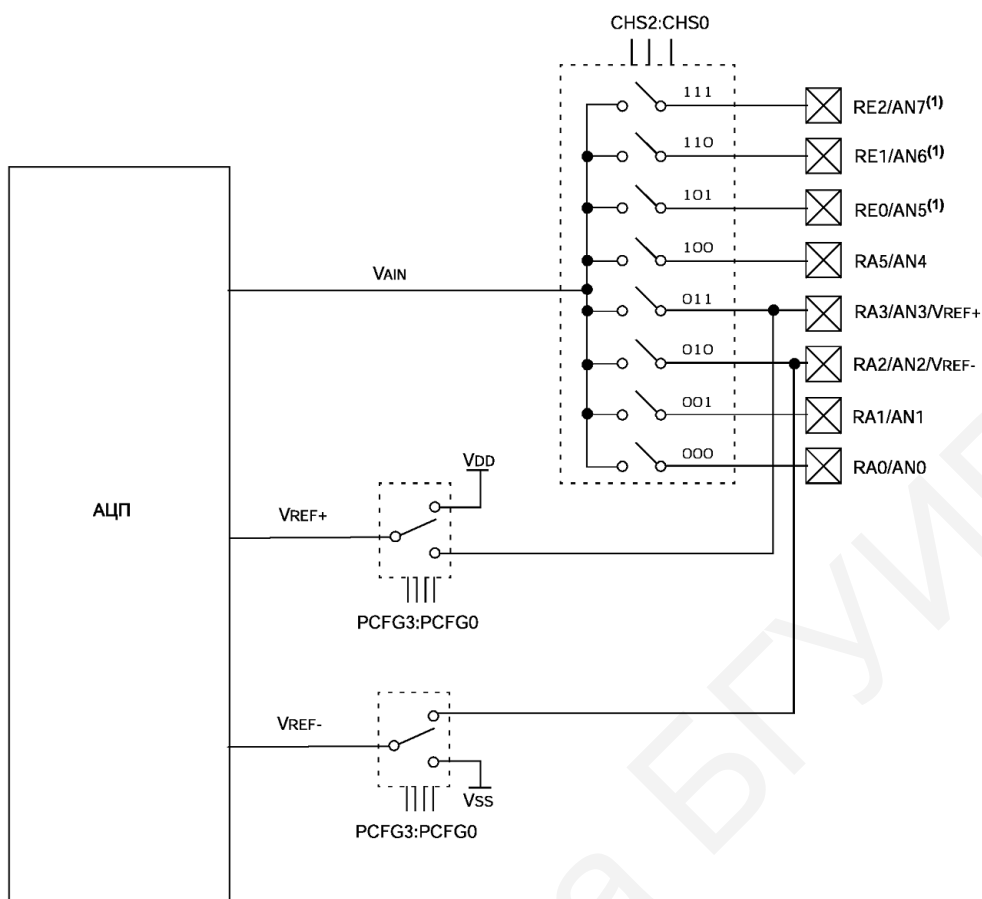 CHS2:CHS0
111
RE2/AN7(1)
110
RE1/AN6(1)
101
RE0/AN5(1)
100
RA5/AN4
VAIN
011
RA3/AN3/VREF+
010
RA2/AN2/VREF-
001
RA1/AN1
000
RA0/AN0
VDD
АЦП
VREF+
PCFG3:PCFG0
VREF-
VSS
PCFG3:PCFG0
а БГУИ